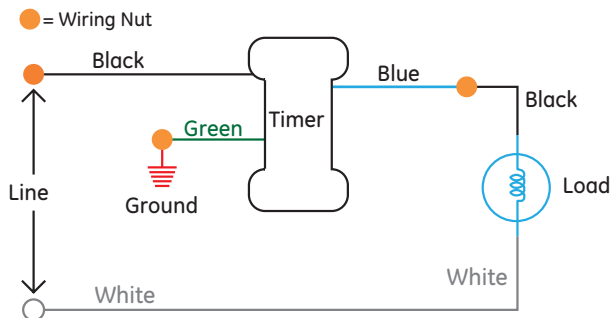 = Wiring Nut
Black
Blue
Black
Timer
Green
Line
Load
Ground
White
White